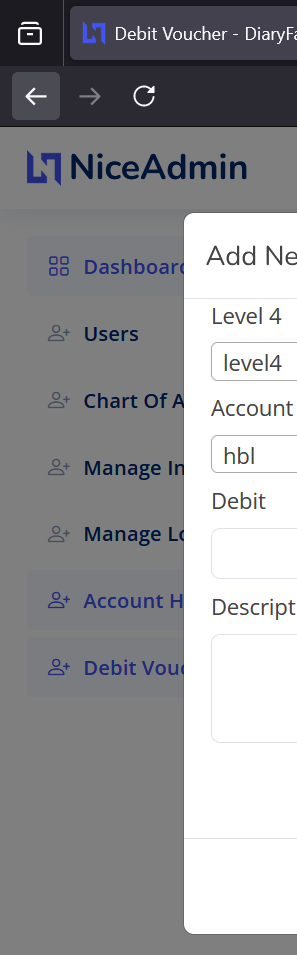 Debit Voucher - DiaryFa
NiceAdmin
Add Ne
Dashboard
Level 4
Users
level4
Chart Of A
Account
hbl
Manage In
Debit
Manage Lo
Account H
Descript
Debit Vouc